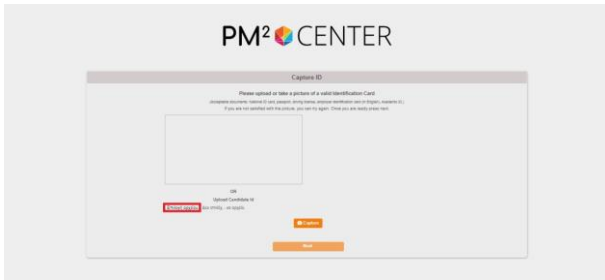 PM² CENTER
Capture ID
Please upload or take a picture of a valid Identification Card
If you are not satisfied with the picture, you can try again. Once you are ready press next.
OR
Upload Candidate Id
Capture
Next